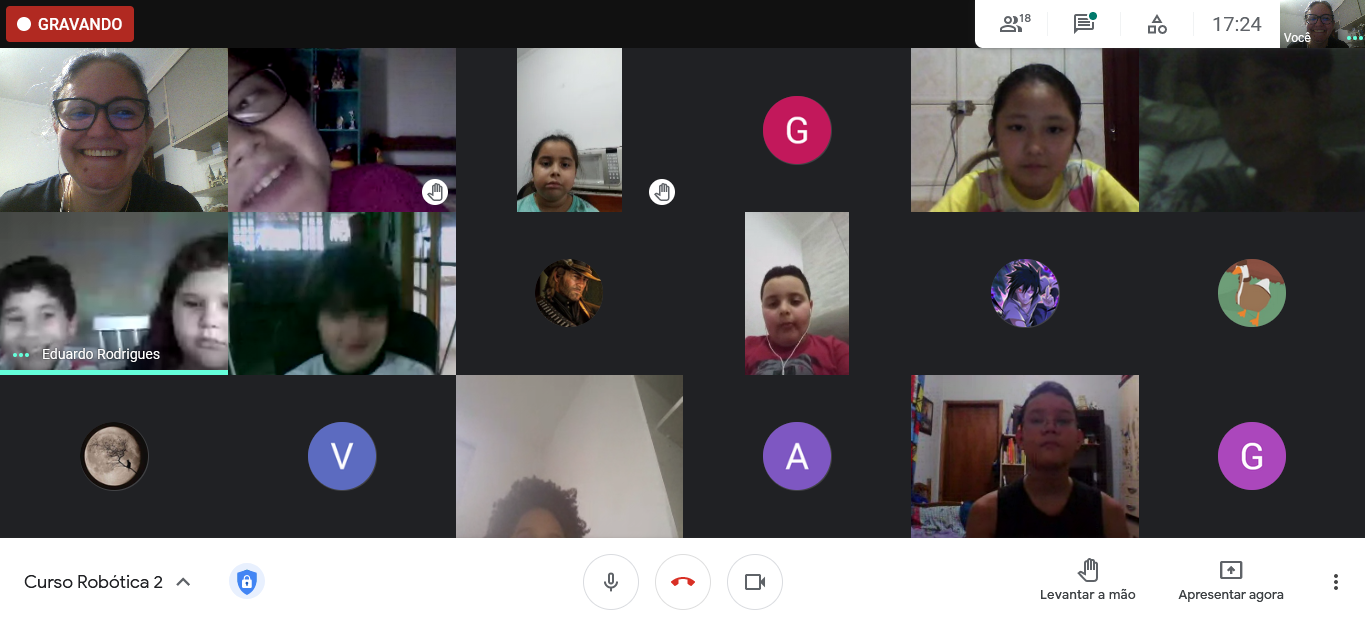 GRAVANDO
18
17:24
Você
G
Eduardo Rodrigues
V
A
G
Curso Robótica 2
Levantar a mão
Apresentar agora